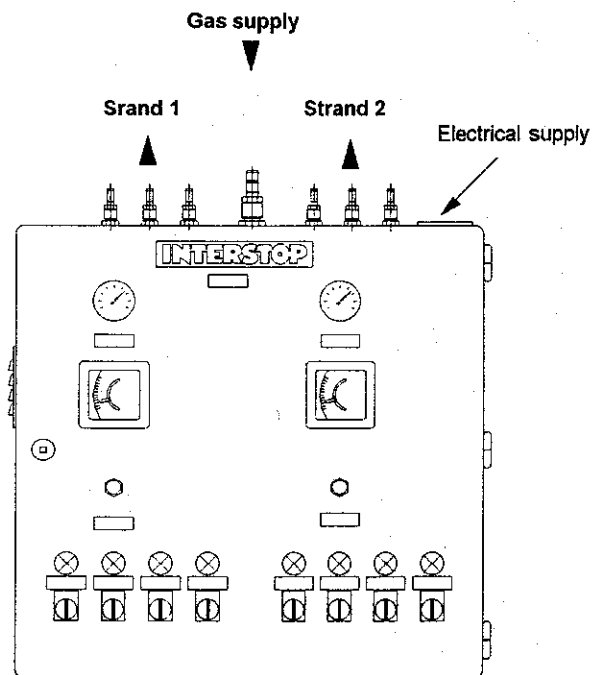 Gas supply
Srand 1
Strand 2
Electrical supply
INTERSTOP